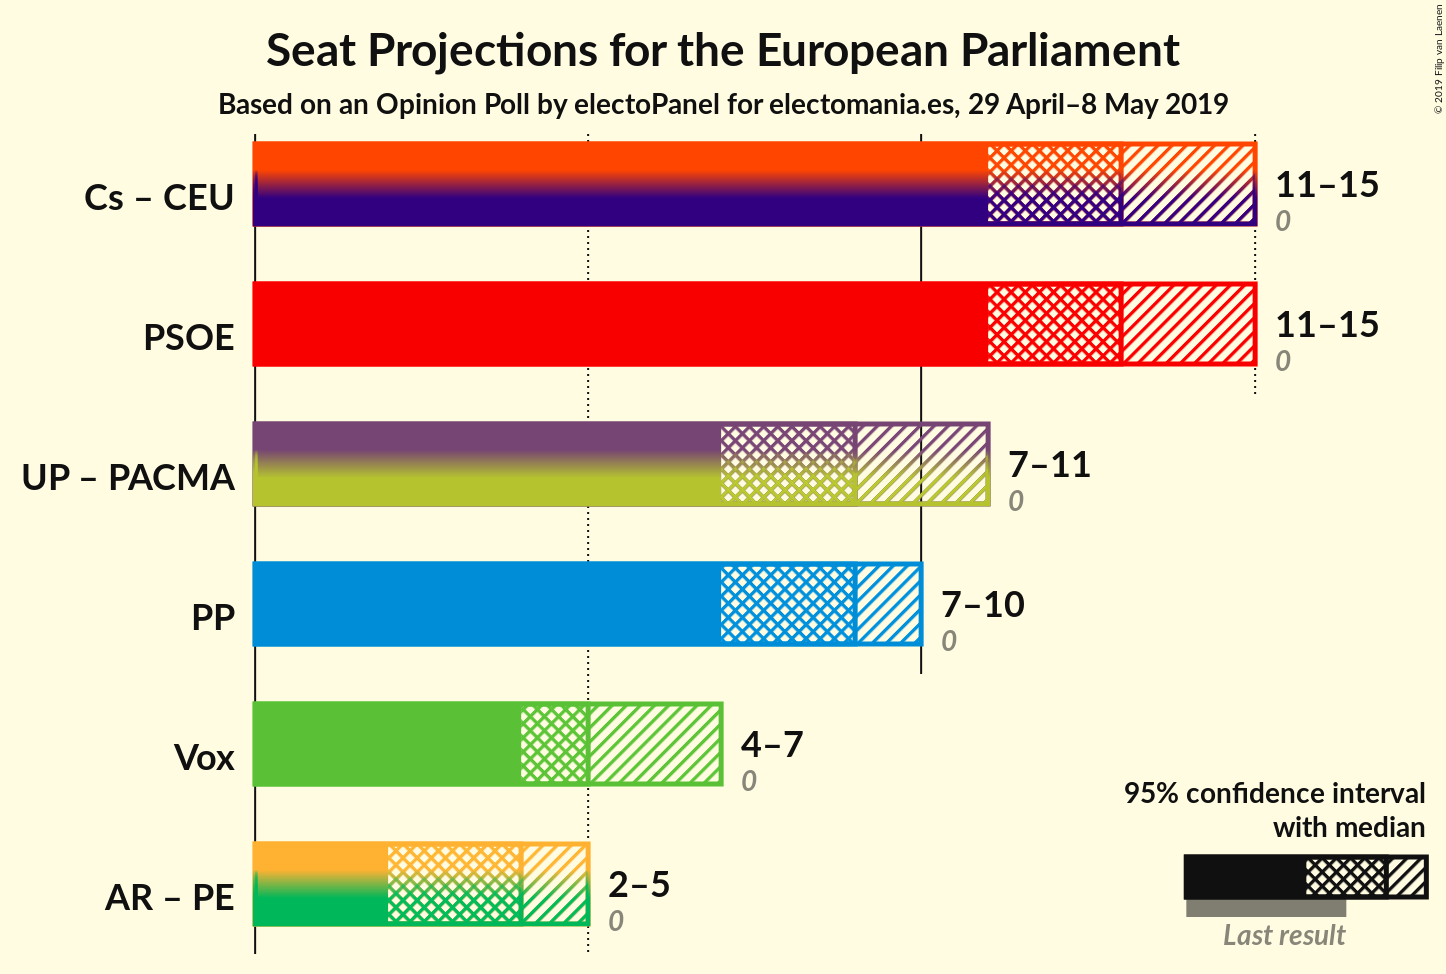 Seat Projections for the European Parliament
Based on an Opinion Poll by electoPanel for electomania.es, 29 April–8 May 2019
© 2019 Filip van Laenen
Cs – CEU
11–15
0
PSOE
11–15
0
UP – PACMA
7–11
0
PP
7–10
0
Vox
4–7
0
AR – PE
2–5
0
95% confidence interval
with median
Last result